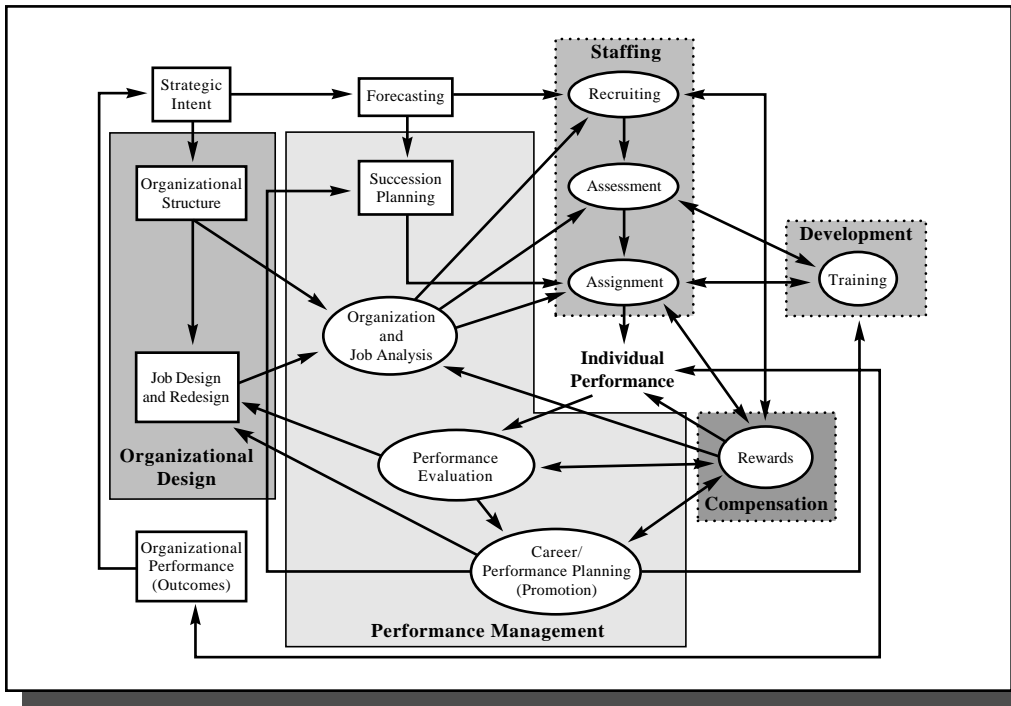 Staffing
Strategic
Intent
Forecasting
Recruiting
Organizational
Structure
Succession
Planning
Assessment
Development
Training
Assignment
Organization
and
Job Analysis
Individual
Performance
Job Design
and Redesign
Organizational
Design
Performance
Evaluation
Rewards
Compensation
Organizational
Performance
(Outcomes)
Career/
Performance Planning
(Promotion)
Performance Management